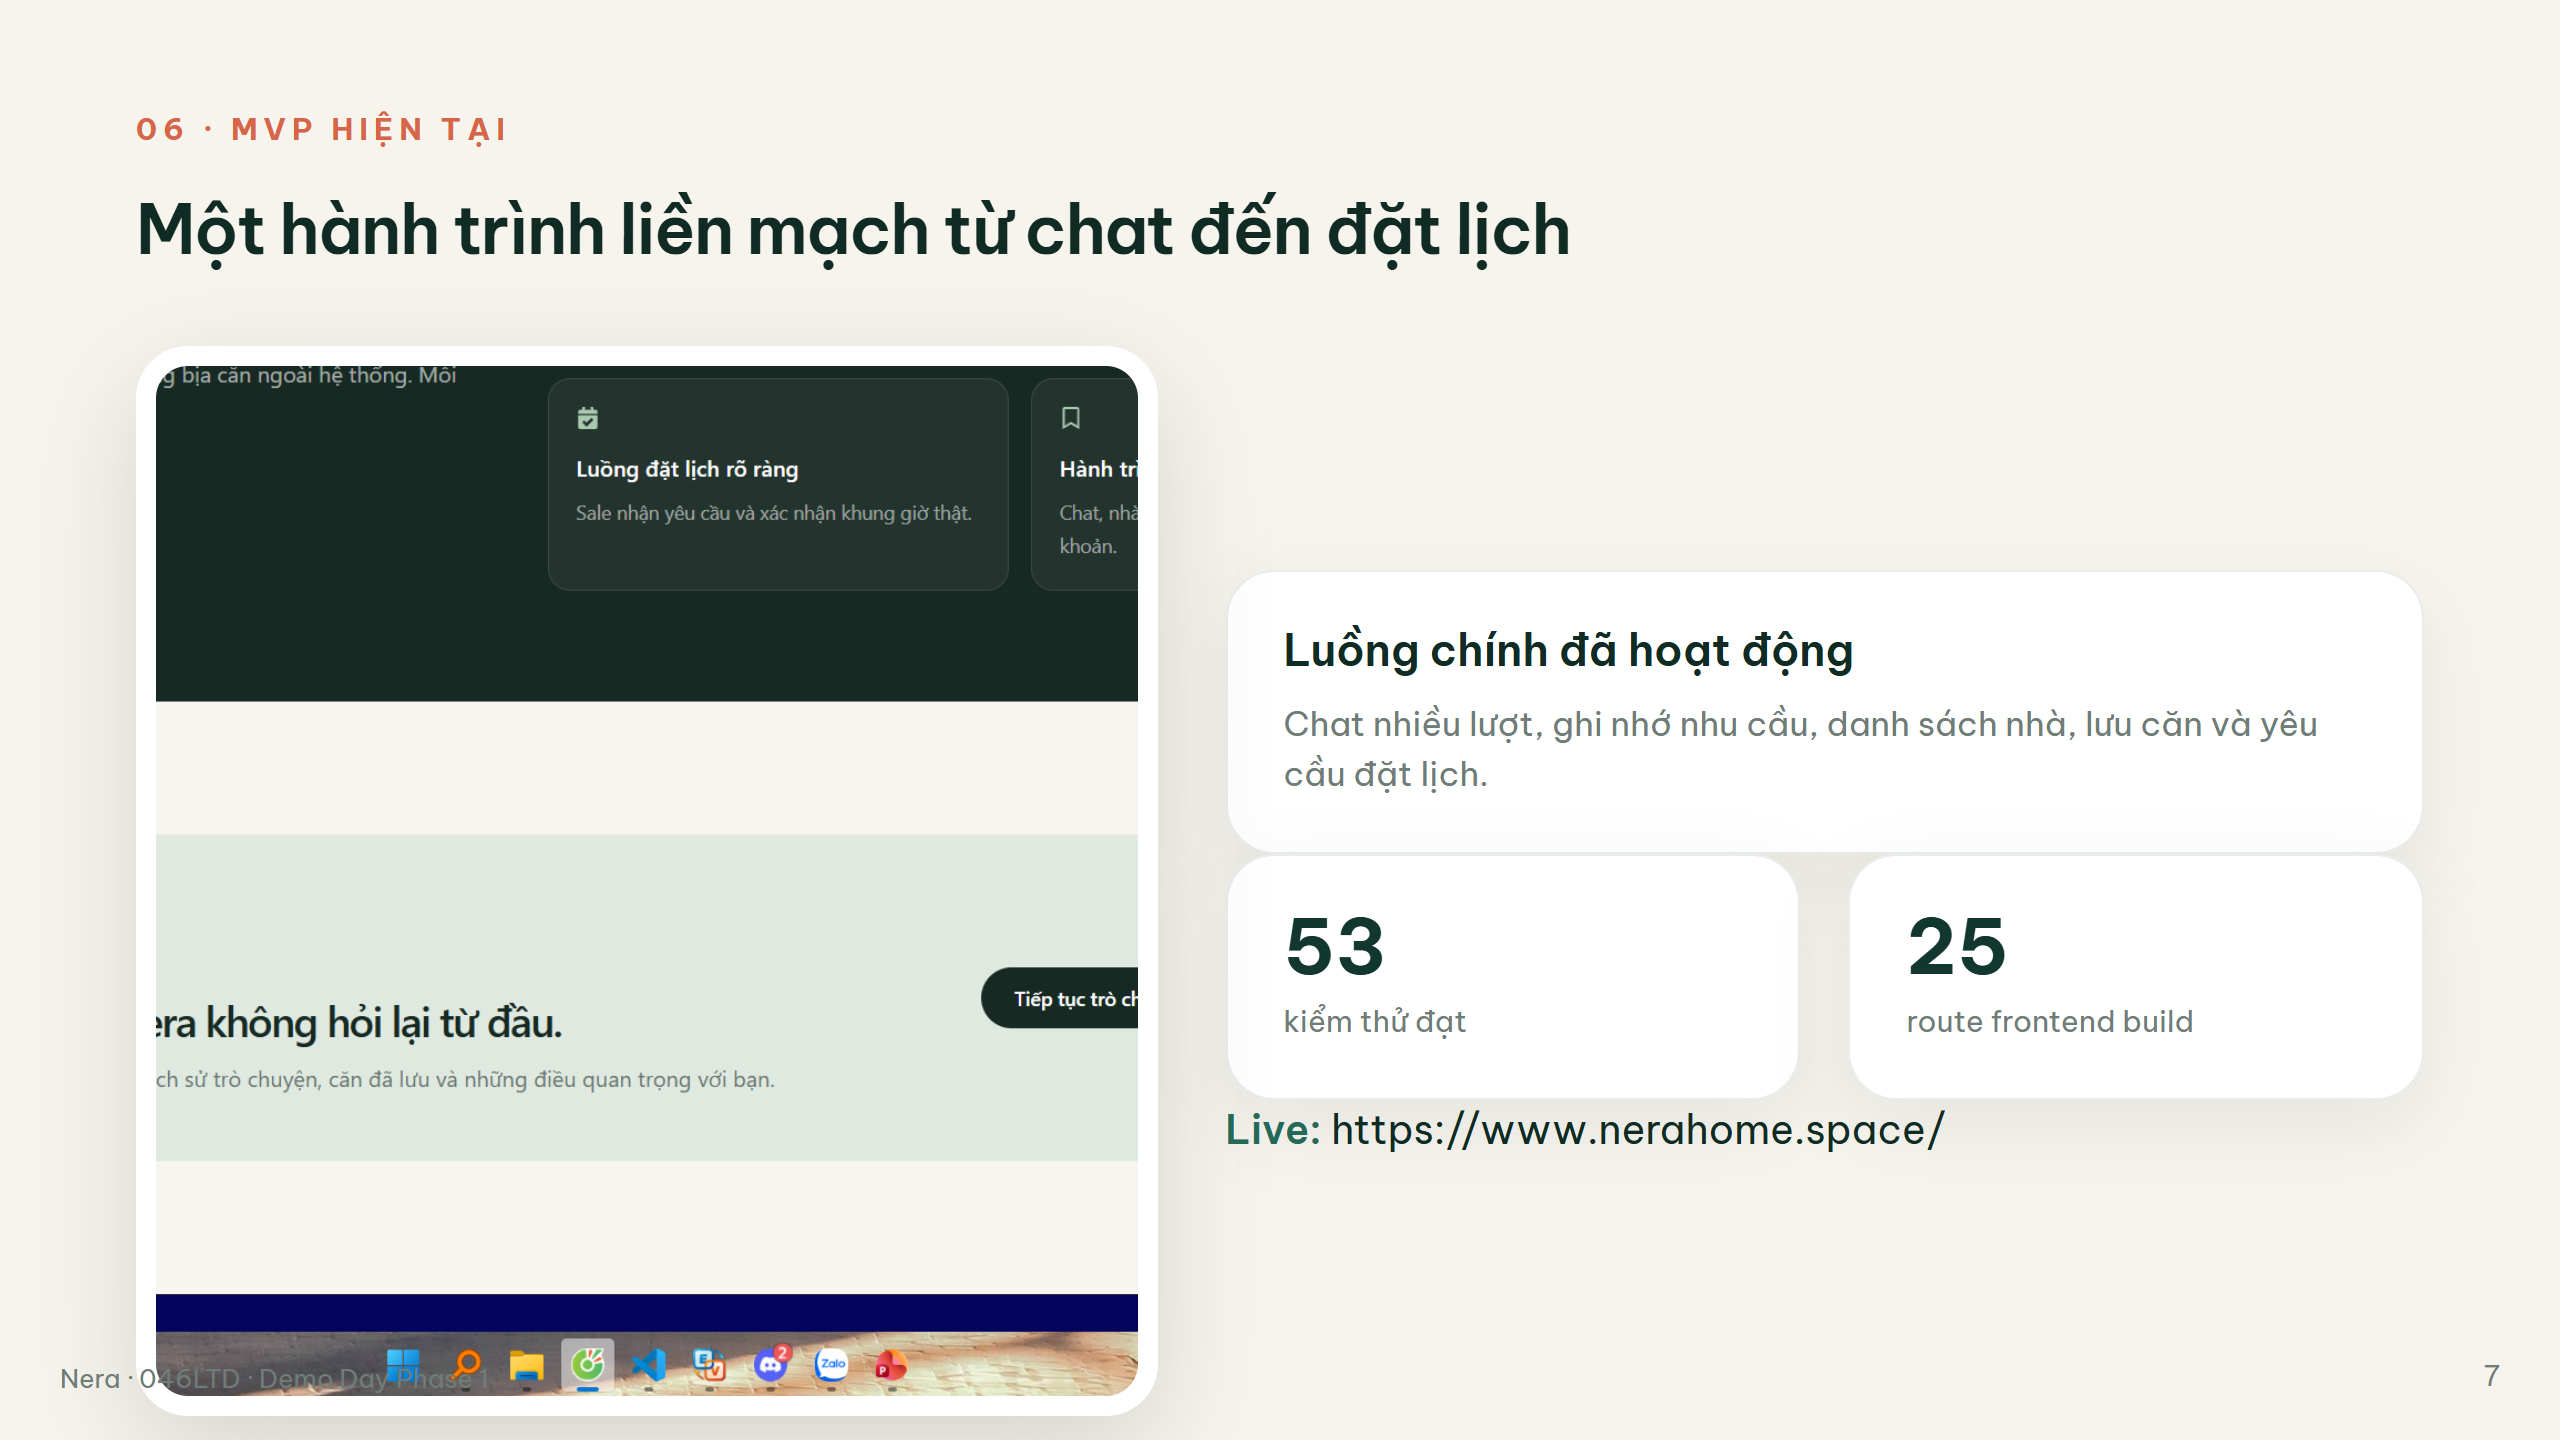 06 · MVP HIỆN TẠI
Một hành trình liền mạch từ chat đến đặt lịch
g bịa căn ngoài hệ thống. Mỗi
Luồng đặt lịch rõ ràng
Sale nhận yêu cầu và xác nhận khung giờ thật.
Hành trì
Chat, nhà
khoản.
era không hỏi lại từ đầu.
ch sử trò chuyện, căn đã lưu và những điều quan trọng với bạn.
Tiếp tục trò ch
2
Zalo
Luồng chính đã hoạt động
Chat nhiều lượt, ghi nhớ nhu cầu, danh sách nhà, lưu căn và yêu
cầu đặt lịch.
53
kiểm thử đạt
25
route frontend build
Live: https://www.nerahome.space/
Nera · 046LTD · Demo Day Phase 1
7